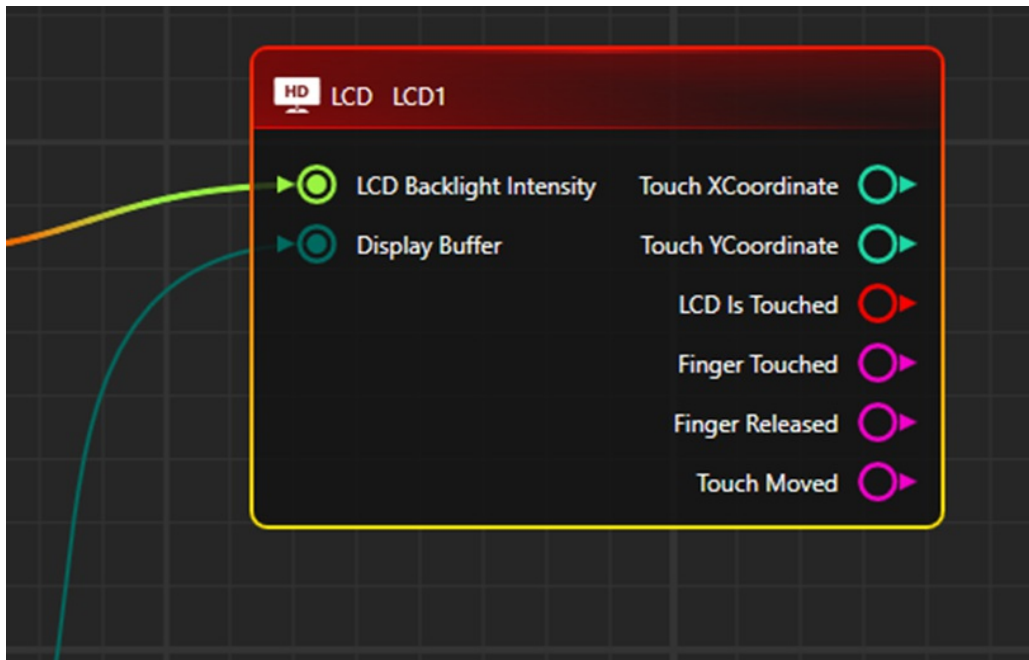 HD LCD LCD1
LCD Backlight Intensity Touch XCoordinate
Display Buffer Touch YCoordinate
LCD Is Touched
Finger Touched
Finger Released
Touch Moved